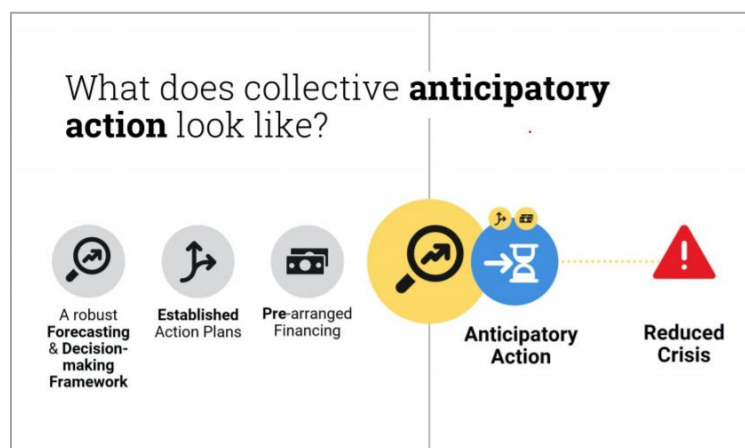 What does collective anticipatory
action look like?
A robust
Forecasting
& Decision-
making
Framework
Established
Action Plans
Pre-arranged
Financing
Anticipatory
Action
Reduced
Crisis